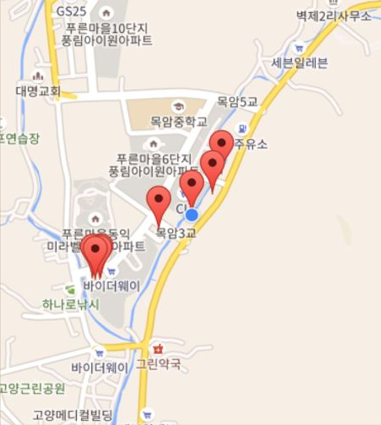 GS25
푸른마을10단지
풍림아이원아파트
벽제2리사무소
세븐일레븐
대명교회
목암5교
목암중학교
주유소
푸른마을6단지
풍림아이원아파트
푸른마을동익
미라벨
아파트
목암3교
바이더웨이
하나로낚시
바이더웨이
그린약국
고양근린공원
고양메디컬빌딩